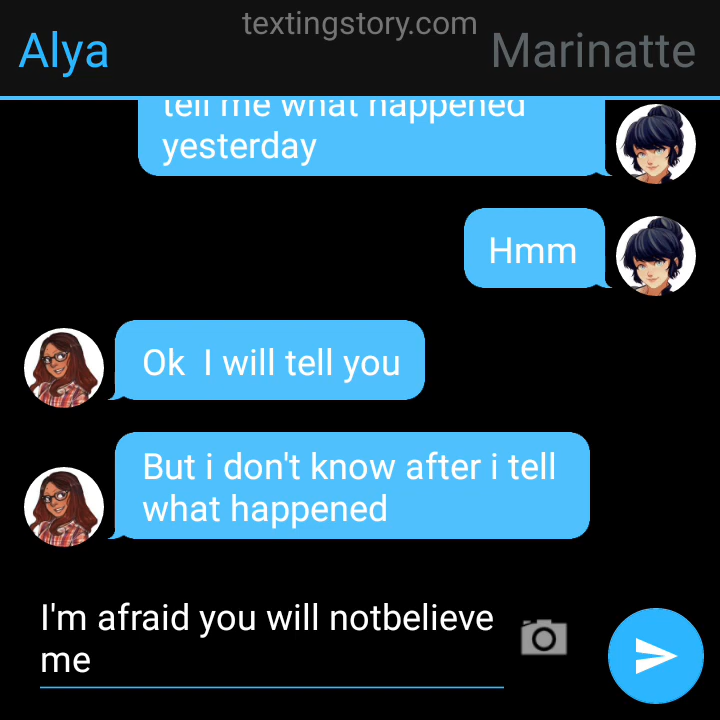 textingstory.com
Alya
Marinatte
tell me what happened
yesterday
Hmm
Ok  I will tell you
But i don't know after i tell
what happened
I'm afraid you will notbelieve
me